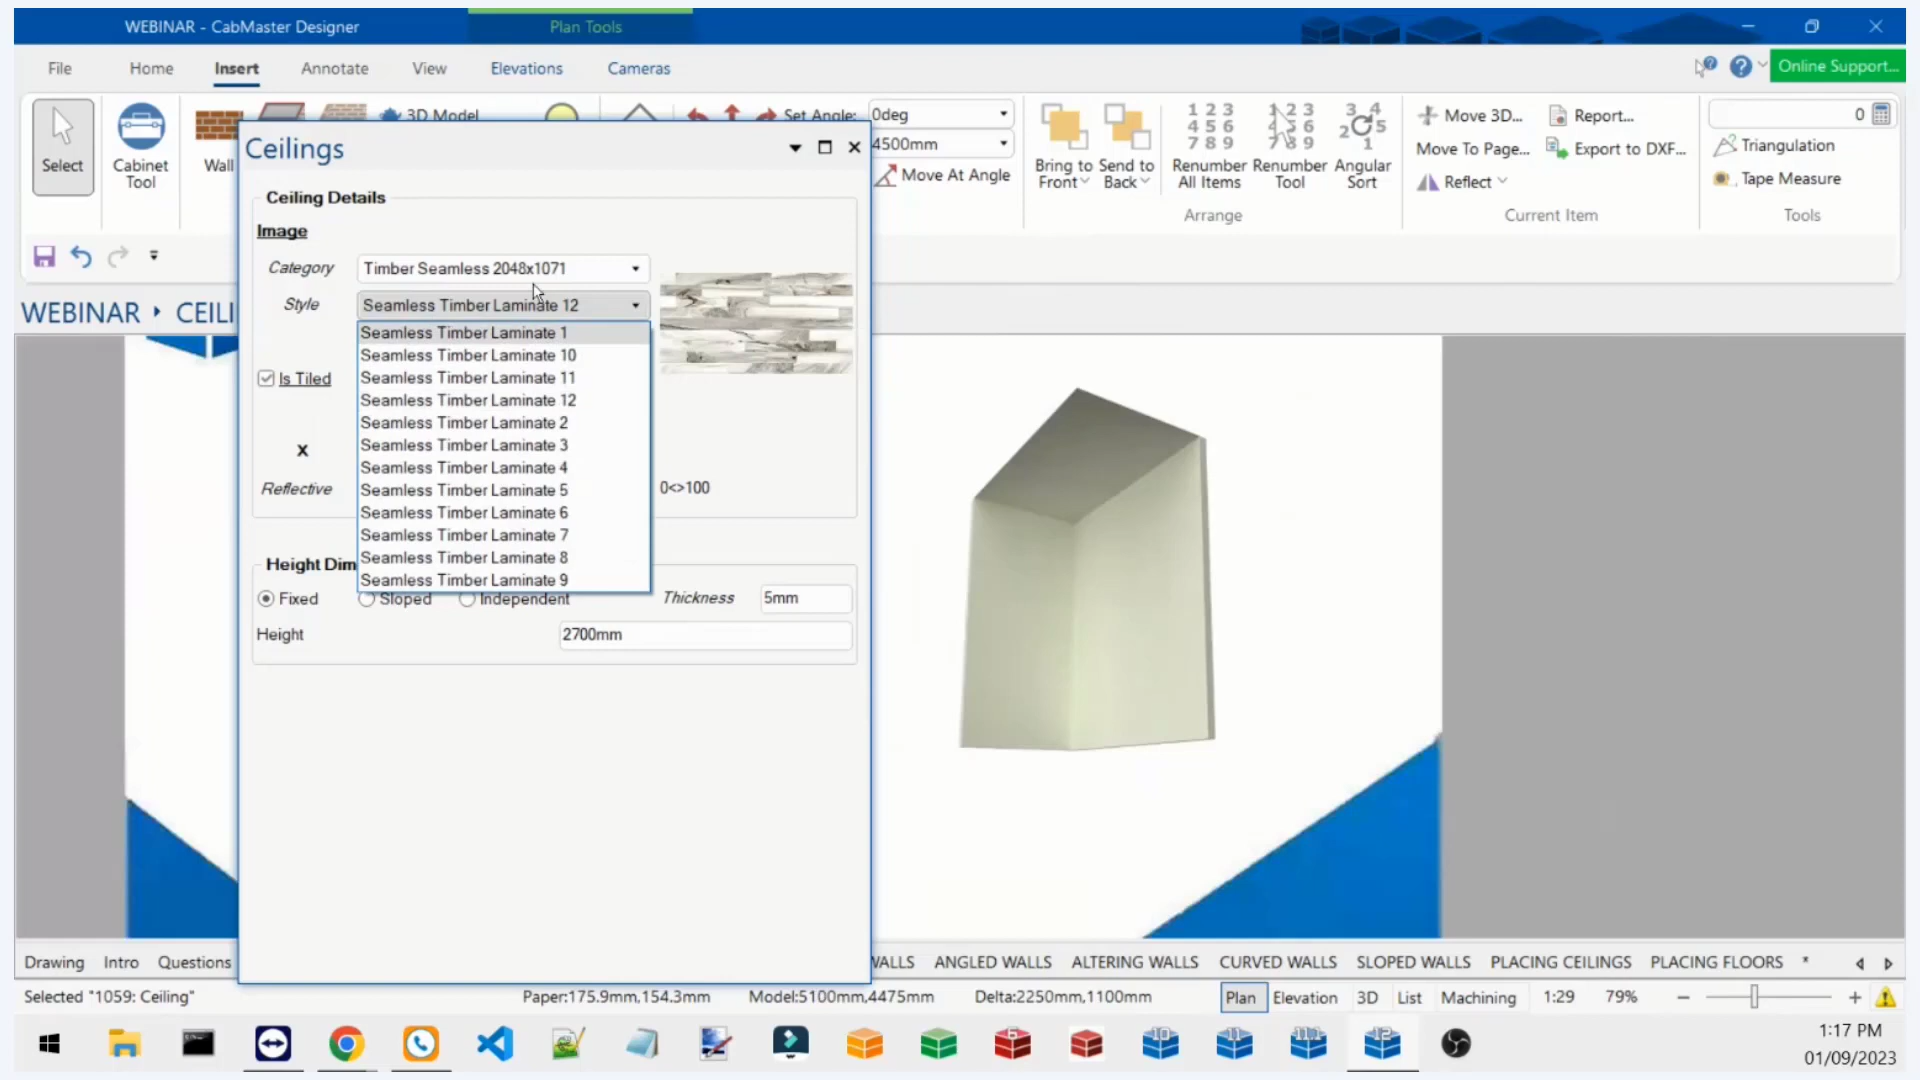 WEBINAR - CabMaster Designer
Plan Tools
File
Home
Insert
Annotate
View
Elevations
Cameras
Online Support...
Select
Cabinet
Tool
Wall
3D Model
Set Angle:
0deg
4500mm
Move At Angle
Bring to
Front
Send to
Back
1 2 3
4 5 6
7 8 9
Renumber
All Items
Renumber
Tool
Angular
Sort
Arrange
Move 3D...
Report...
Move To Page...
Export to DXF...
Reflect
Current Item
0
Triangulation
Tape Measure
Tools
WEBINAR
CEILI
Ceilings
Ceiling Details
Image
Category
Timber Seamless 2048x1071
Style
Seamless Timber Laminate 12
Seamless Timber Laminate 1
Seamless Timber Laminate 10
Seamless Timber Laminate 11
Seamless Timber Laminate 12
Seamless Timber Laminate 2
Seamless Timber Laminate 3
Seamless Timber Laminate 4
Seamless Timber Laminate 5
Seamless Timber Laminate 6
Seamless Timber Laminate 7
Seamless Timber Laminate 8
Seamless Timber Laminate 9
Is Tiled
X
Reflective
0<>100
Height Dim
Fixed
Sloped
Independent
Thickness
5mm
Height
2700mm
Drawing
Intro
Questions
WALLS
ANGLED WALLS
ALTERING WALLS
CURVED WALLS
SLOPED WALLS
PLACING CEILINGS
PLACING FLOORS
*
Selected "1059: Ceiling"
Paper:175.9mm,154.3mm
Model:5100mm,4475mm
Delta:2250mm,1100mm
Plan
Elevation
3D
List
Machining
1:29
79%
1:17 PM
01/09/2023